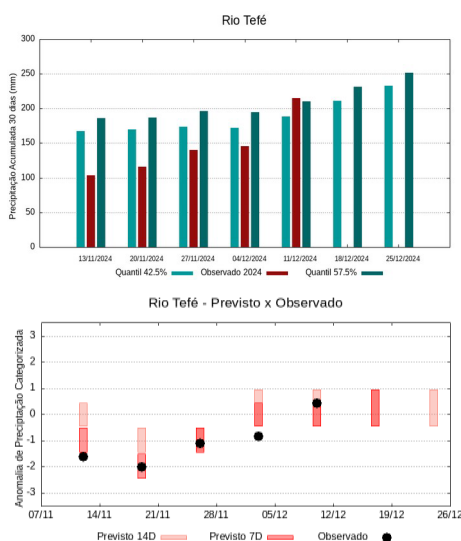 Rio Tefé
Precipitação Acumulada 30 dias (mm)
300
250
200
150
100
50
0
13/11/2024 20/11/2024 27/11/2024 04/12/2024 11/12/2024 18/12/2024 25/12/2024
Quantil 42.5% Observado 2024 Quantil 57.5%
Rio Tefé - Previsto x Observado
Anomalia de Preciptação Categorizada
3
2
1
0
-1
-2
-3
07/11 14/11 21/11 28/11 05/12 12/12 19/12 26/12
Previsto 14D Previsto 7D Observado